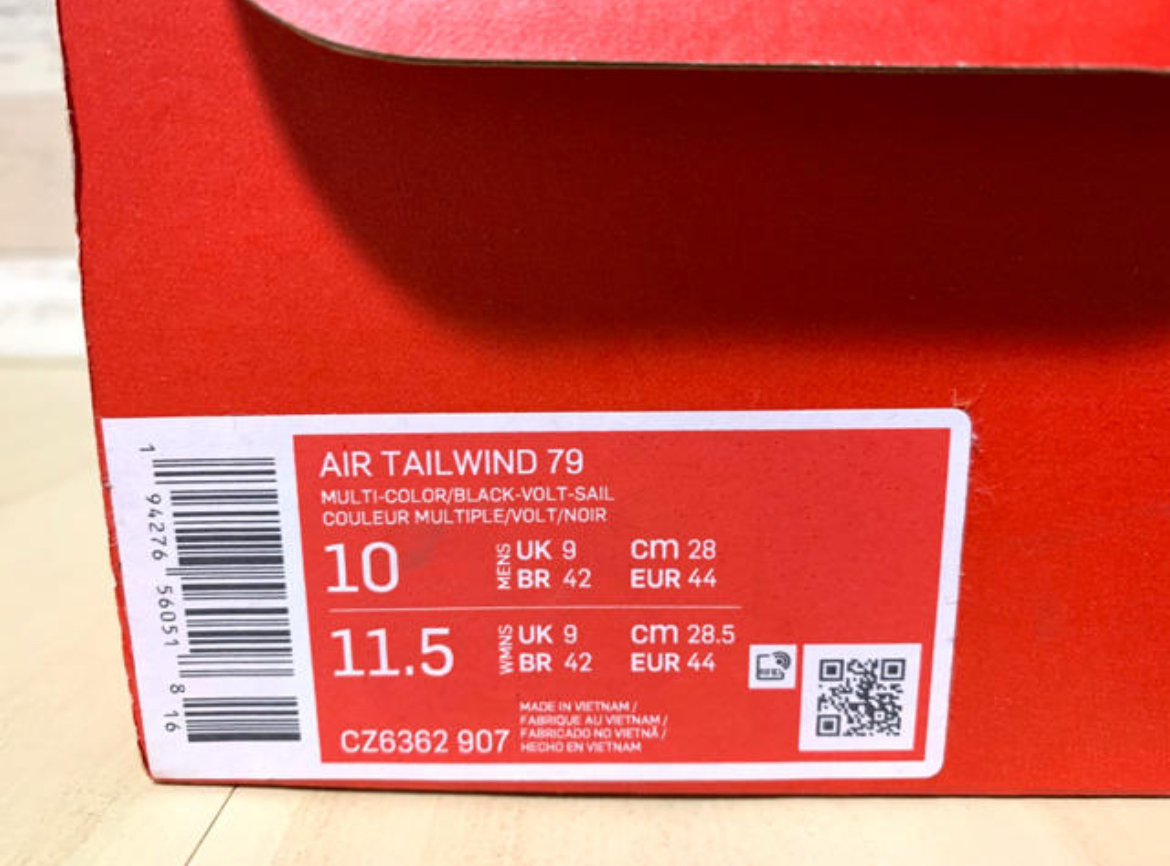 1 94276 56051 8 16
AIR TAILWIND 79
MULTI-COLOR/BLACK-VOLT-SAIL
COULEUR MULTIPLE/VOLT/NOIR
10 MENS UK 9 cm 28
BR 42 EUR 44
11.5 WMNS UK 9 cm 28.5
BR 42 EUR 44
CZ6362 907
MADE IN VIETNAM /
FABRIQUE AU VIETNAM /
FABRICADO NO VIETNÃ /
HECHO EN VIETNAM